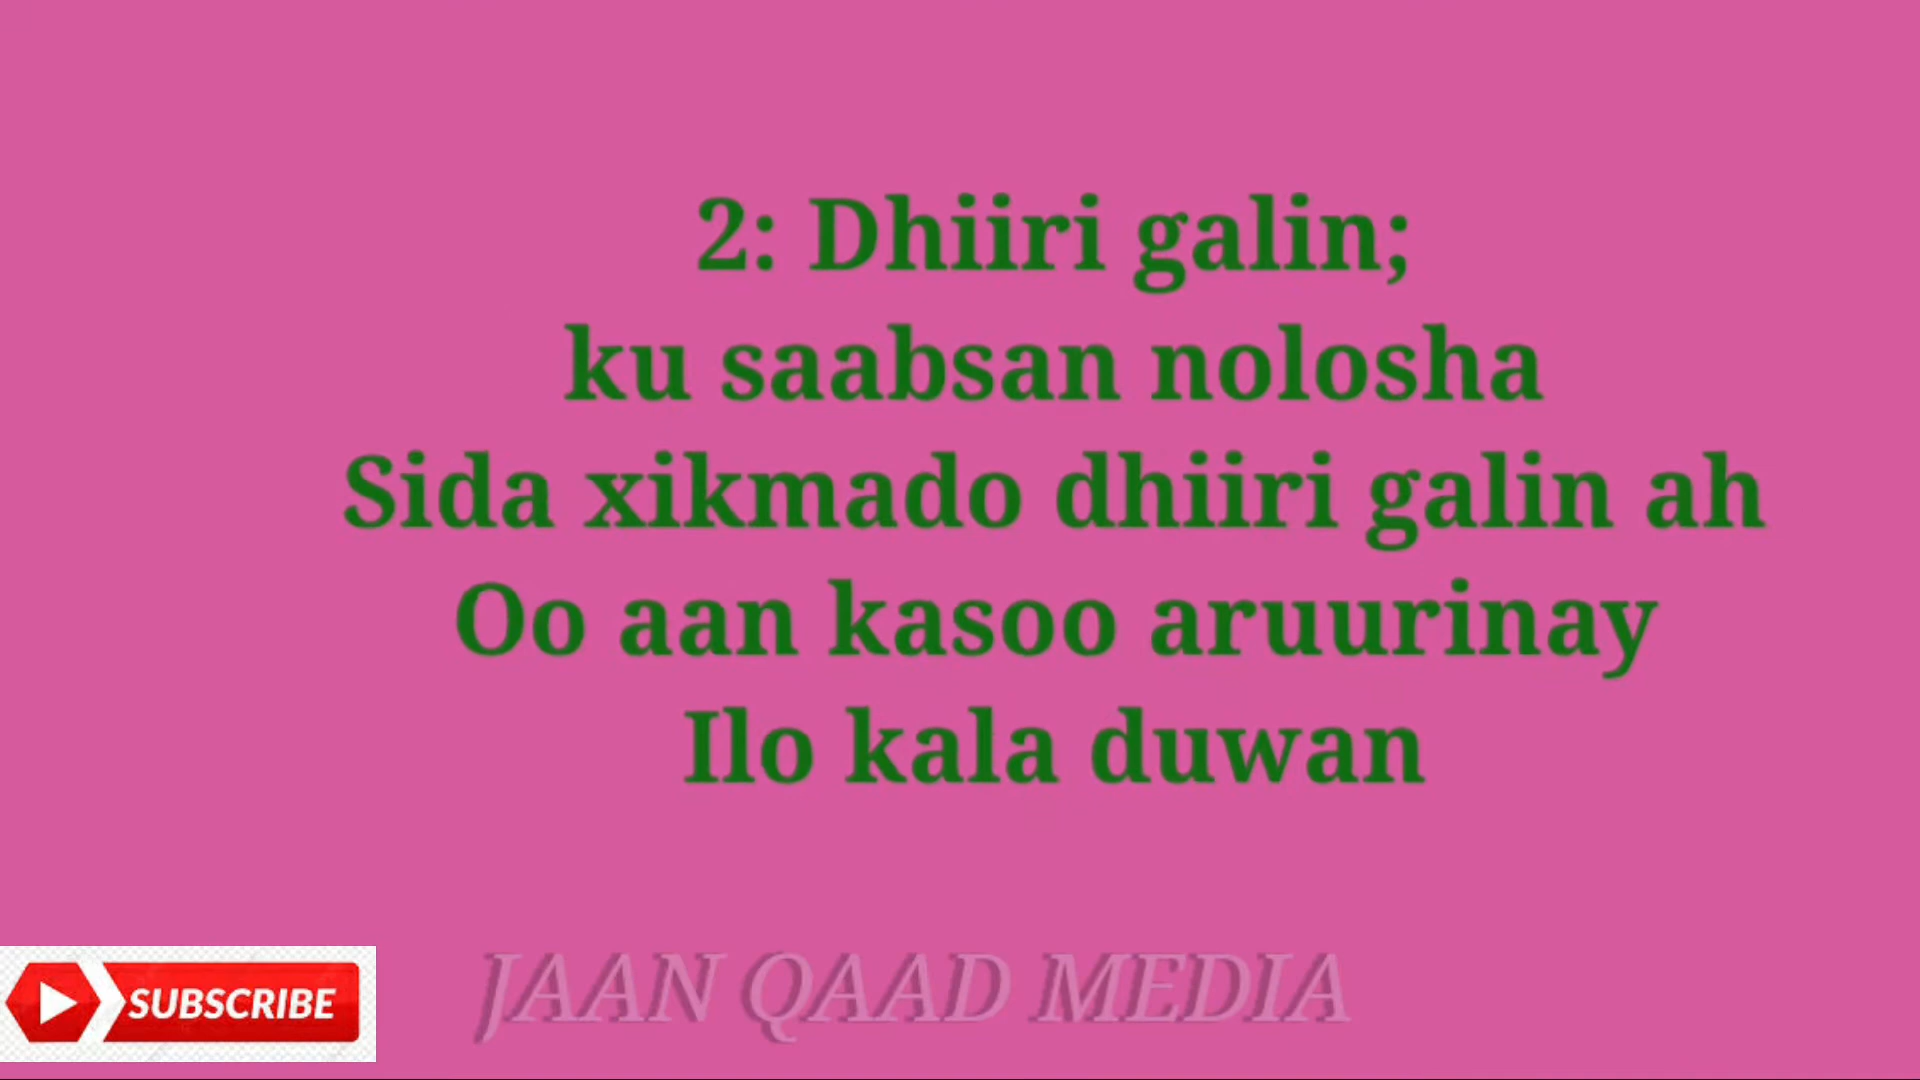 2: Dhiiri galin;
ku saabsan nolosha
Sida xikmado dhiiri galin ah
Oo aan kasoo aruurinay
Ilo kala duwan
SUBSCRIBE
JAAN QAAD MEDIA